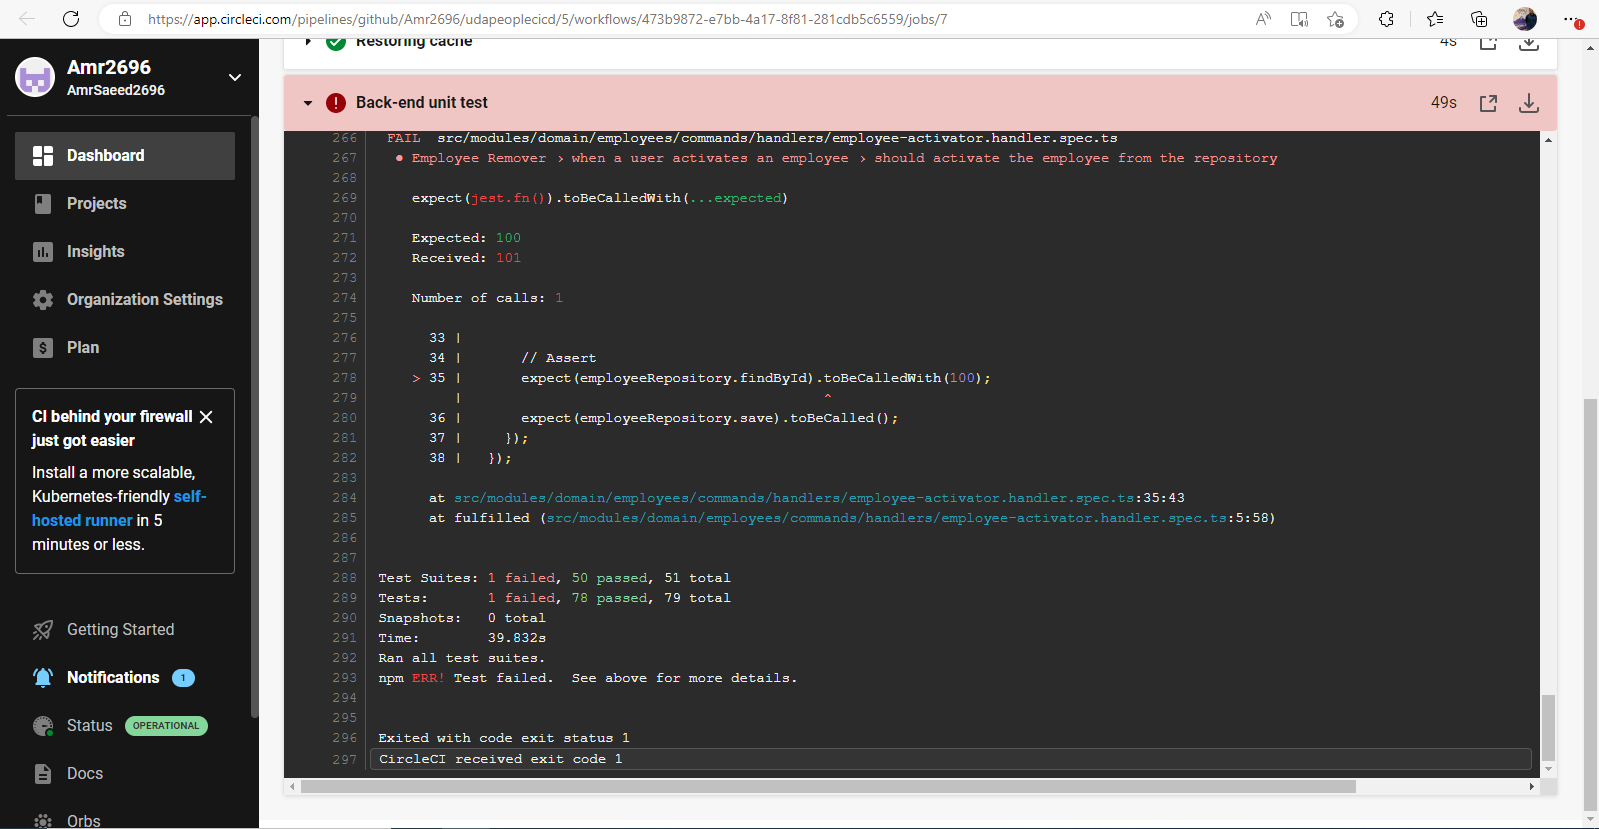 https://app.circleci.com/pipelines/github/Amr2696/udapeoplecicd/5/workflows/473b9872-e7bb-4a17-8f81-281cdb5c6559/jobs/7
Amr2696
AmrSaeed2696
Dashboard
Projects
Insights
Organization Settings
Plan
CI behind your firewall
just got easier
Install a more scalable,
Kubernetes-friendly self-
hosted runner in 5
minutes or less.
Getting Started
Notifications 1
Status OPERATIONAL
Docs
Orbs
Restoring cache 4s
Back-end unit test 49s
266 FAIL src/modules/domain/employees/commands/handlers/employee-activator.handler.spec.ts
267 ● Employee Remover › when a user activates an employee › should activate the employee from the repository
268
269 expect(jest.fn()).toBeCalledWith(...expected)
270
271 Expected: 100
272 Received: 101
273
274 Number of calls: 1
275
276 33 |
277 34 | // Assert
278 > 35 | expect(employeeRepository.findById).toBeCalledWith(100);
279 | ^
280 36 | expect(employeeRepository.save).toBeCalled();
281 37 | });
282 38 | });
283
284 at src/modules/domain/employees/commands/handlers/employee-activator.handler.spec.ts:35:43
285 at fulfilled (src/modules/domain/employees/commands/handlers/employee-activator.handler.spec.ts:5:58)
286
287
288 Test Suites: 1 failed, 50 passed, 51 total
289 Tests: 1 failed, 78 passed, 79 total
290 Snapshots: 0 total
291 Time: 39.832s
292 Ran all test suites.
293 npm ERR! Test failed. See above for more details.
294
295
296 Exited with code exit status 1
297 CircleCI received exit code 1